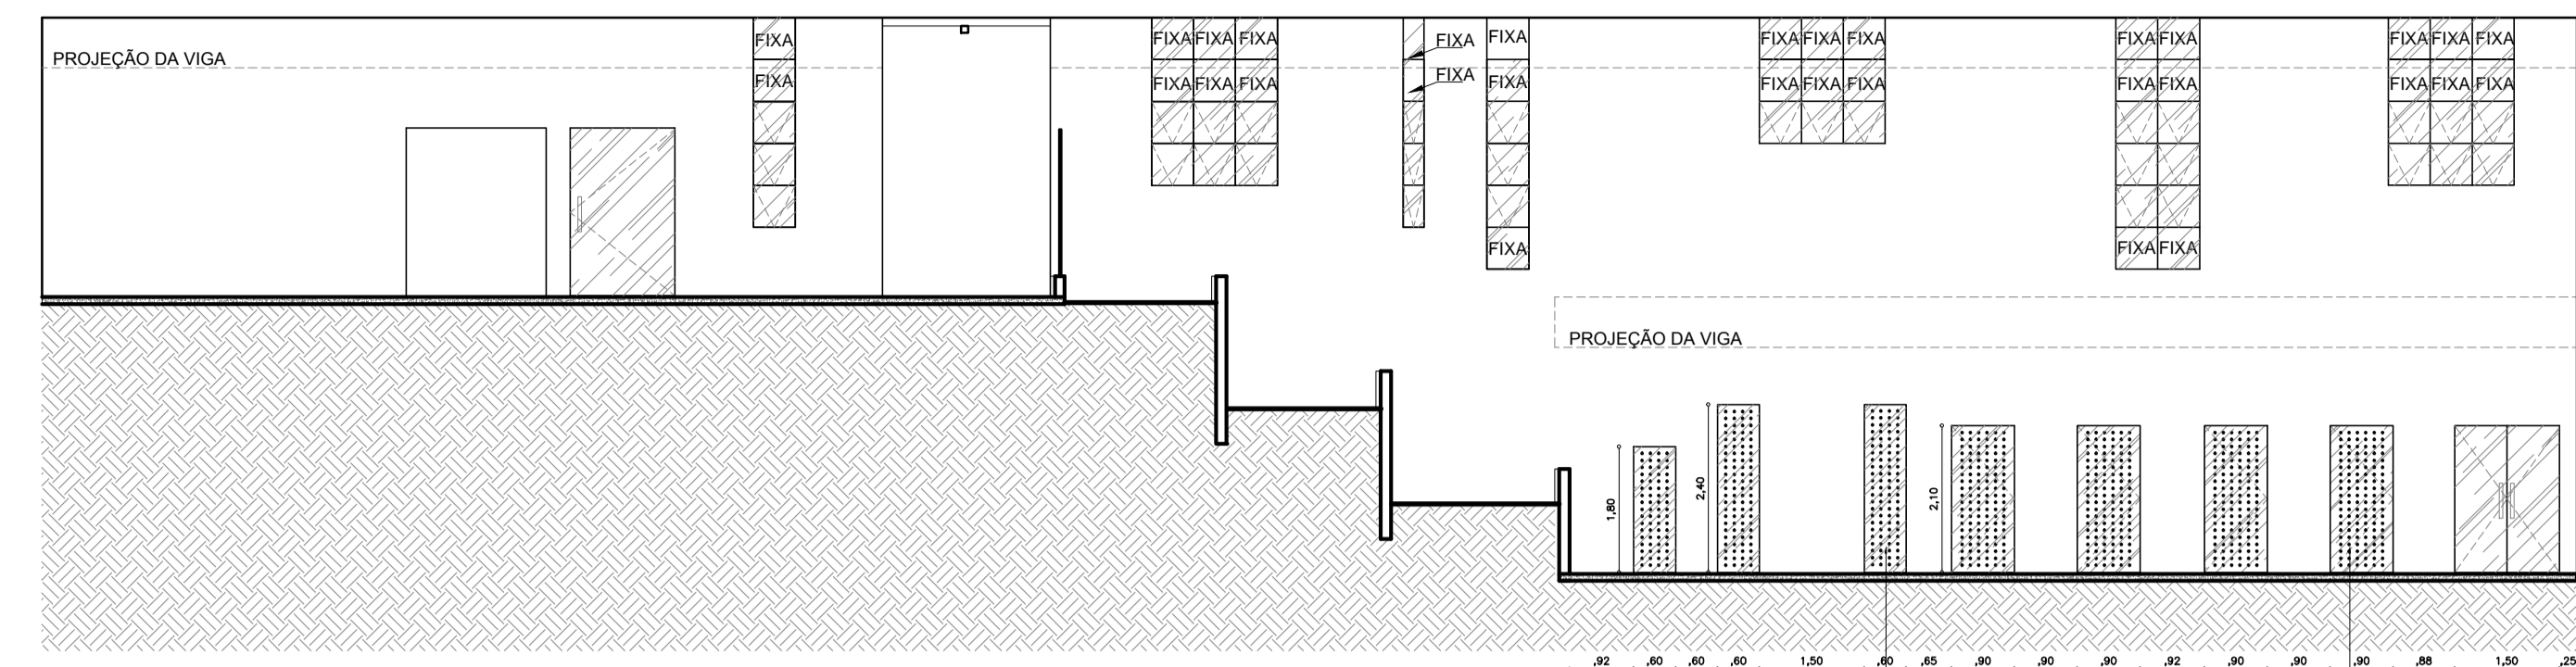 FIXA FIXA FIXA FIXA FIXA FIXA FIXA FIXA FIXA FIXA FIXA FIXA FIXA FIXA
PROJEÇÃO DA VIGA
FIXA FIXA FIXA FIXA FIXA FIXA FIXA FIXA FIXA FIXA FIXA FIXA FIXA FIXA
FIXA FIXA FIXA
PROJEÇÃO DA VIGA
1,80 2,40 2,10
,92 ,60 ,60 ,60 1,50 ,60 ,65 ,90 ,90 ,90 ,92 ,90 ,90 ,90 ,88 1,50 ,25